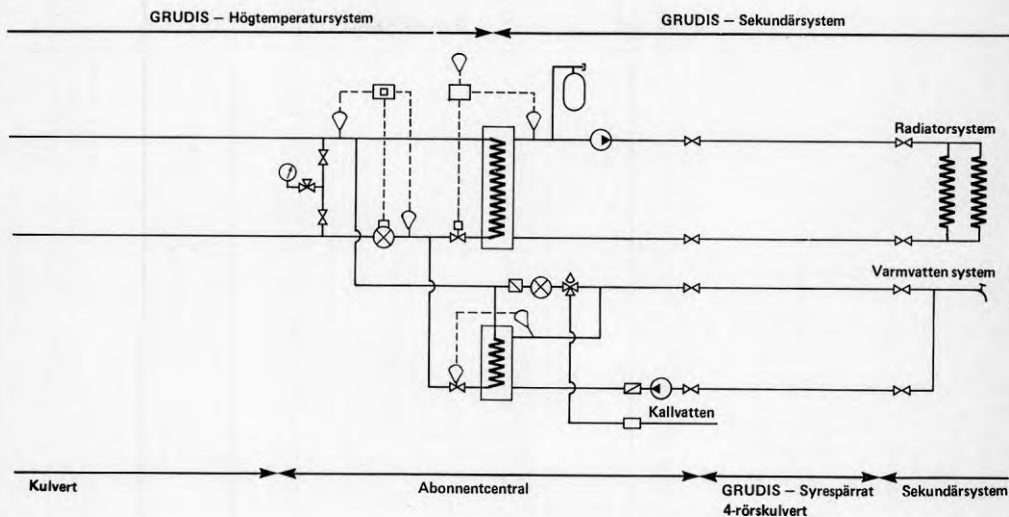 GRUDIS – Högtemperatursystem
GRUDIS – Sekundärsystem
Radiatorsystem
Varmvatten system
Kallvatten
Kulvert
Abonnentcentral
GRUDIS – Syrespärrat
4-rörskulvert
Sekundärsystem